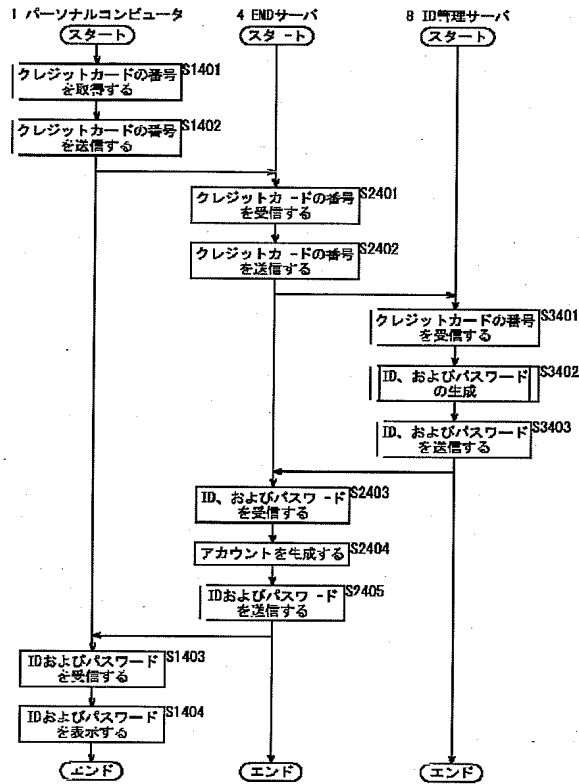 1 パーソナルコンピュータ
4 ENDサーバ
8 ID管理サーバ
スタート
スタート
スタート
クレジットカードの番号
を取得する
S1401
クレジットカードの番号
を送信する
S1402
クレジットカードの番号
を受信する
S2401
クレジットカードの番号
を送信する
S2402
クレジットカードの番号
を受信する
S3401
ID、およびパスワード
の生成
S3402
ID、およびパスワード
を送信する
S3403
ID、およびパスワード
を受信する
S2403
アカウントを生成する
S2404
IDおよびパスワード
を送信する
S2405
IDおよびパスワード
を受信する
S1403
IDおよびパスワード
を表示する
S1404
エンド
エンド
エンド